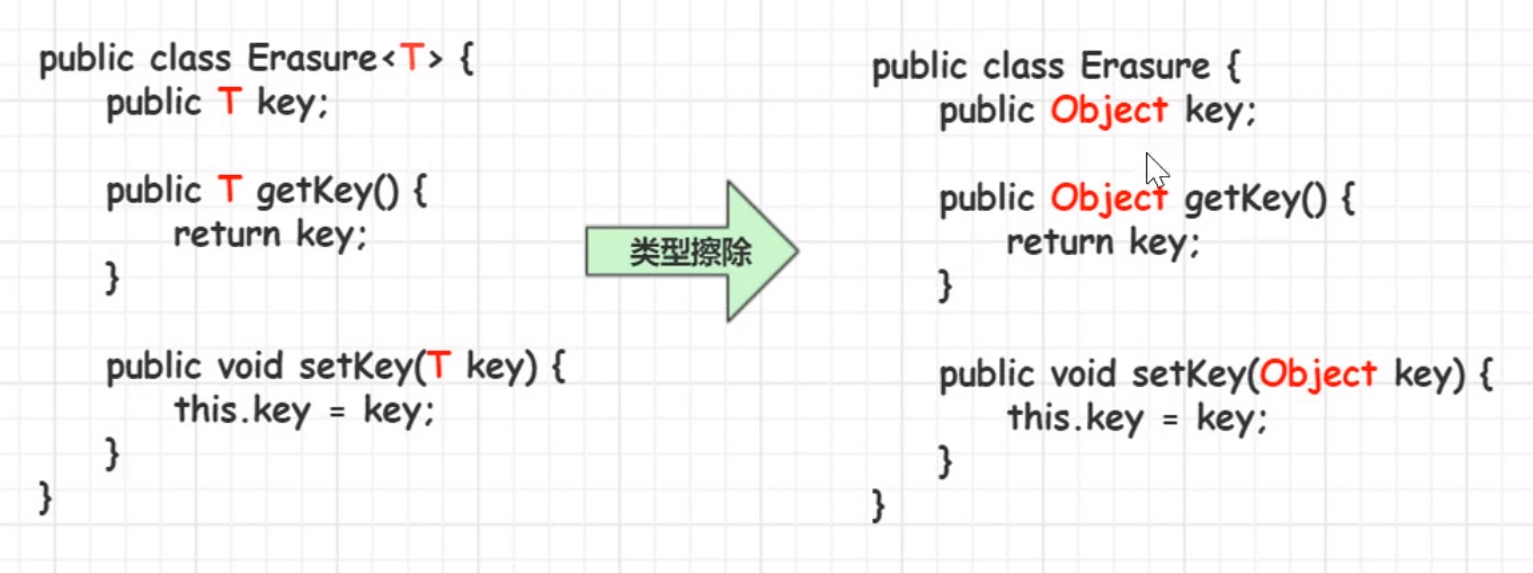 public class Erasure<T> {
public T key;
public T getKey() {
return key;
}
public void setKey(T key) {
this.key = key;
}
}
类型擦除
public class Erasure {
public Object key;
public Object getKey() {
return key;
}
public void setKey(Object key) {
this.key = key;
}
}